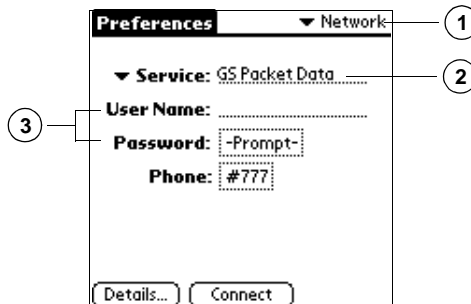 Preferences ▼ Network 1
▼ Service: GS Packet Data 2
User Name:
3
Password: -Prompt-
Phone: #777
Details... Connect